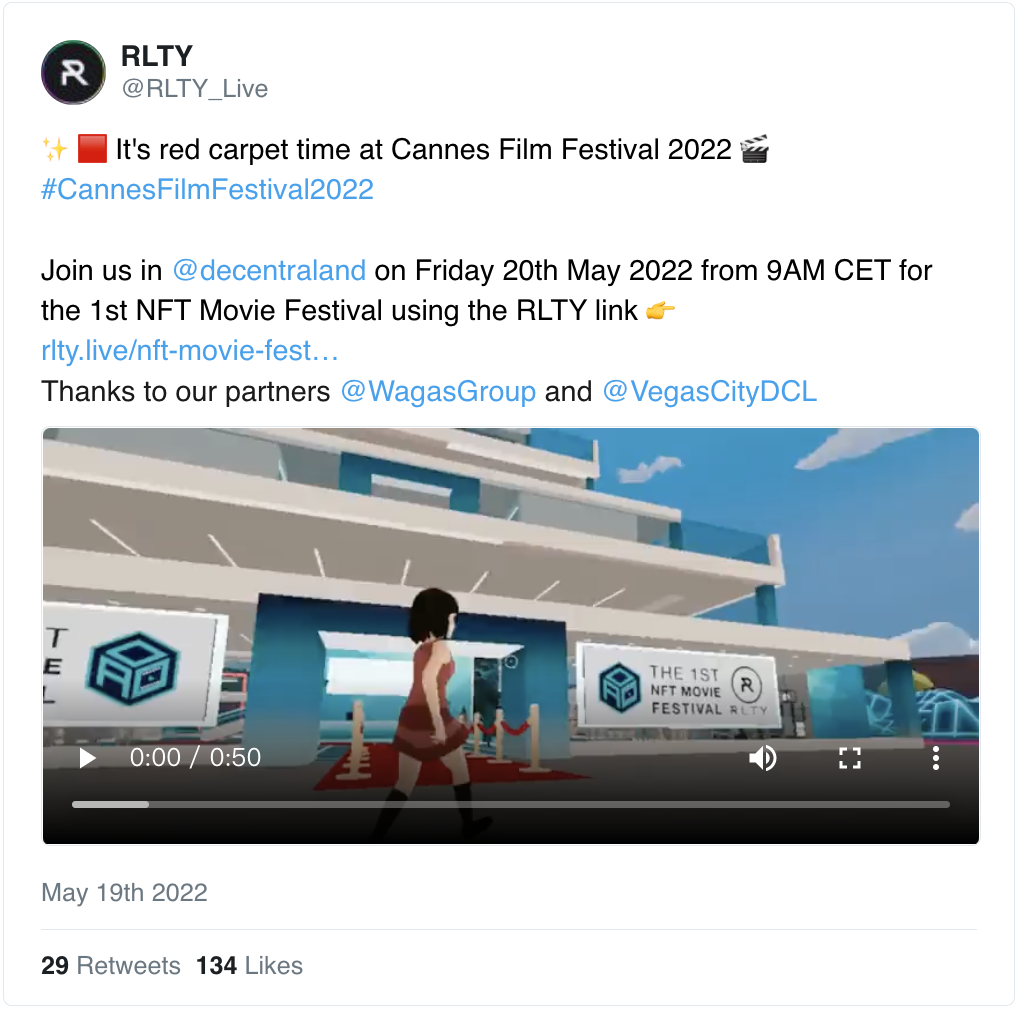 RLTY
@RLTY_Live
✨ 🟥 It's red carpet time at Cannes Film Festival 2022 🎬
#CannesFilmFestival2022
Join us in @decentraland on Friday 20th May 2022 from 9AM CET for
the 1st NFT Movie Festival using the RLTY link 👉
rlty.live/nft-movie-fest…
Thanks to our partners @WagasGroup and @VegasCityDCL
T
E
L
THE 1ST
NFT MOVIE
FESTIVAL
R
RLTY
0:00 / 0:50
May 19th 2022
29 Retweets 134 Likes